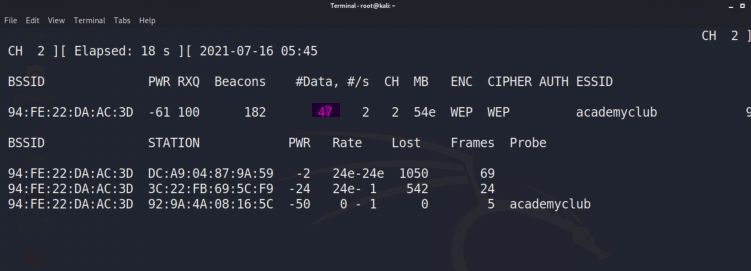 Terminal - root@kali: ~
File Edit View Terminal Tabs Help
CH 2 ]
CH 2 ][ Elapsed: 18 s ][ 2021-07-16 05:45
BSSID PWR RXQ Beacons #Data, #/s CH MB ENC CIPHER AUTH ESSID
94:FE:22:DA:AC:3D -61 100 182 47 2 2 54e WEP WEP academyclub 9
BSSID STATION PWR Rate Lost Frames Probe
94:FE:22:DA:AC:3D DC:A9:04:87:9A:59 -2 24e-24e 1050 69
94:FE:22:DA:AC:3D 3C:22:FB:69:5C:F9 -24 24e- 1 542 24
94:FE:22:DA:AC:3D 92:9A:4A:08:16:5C -50 0 - 1 0 5 academyclub